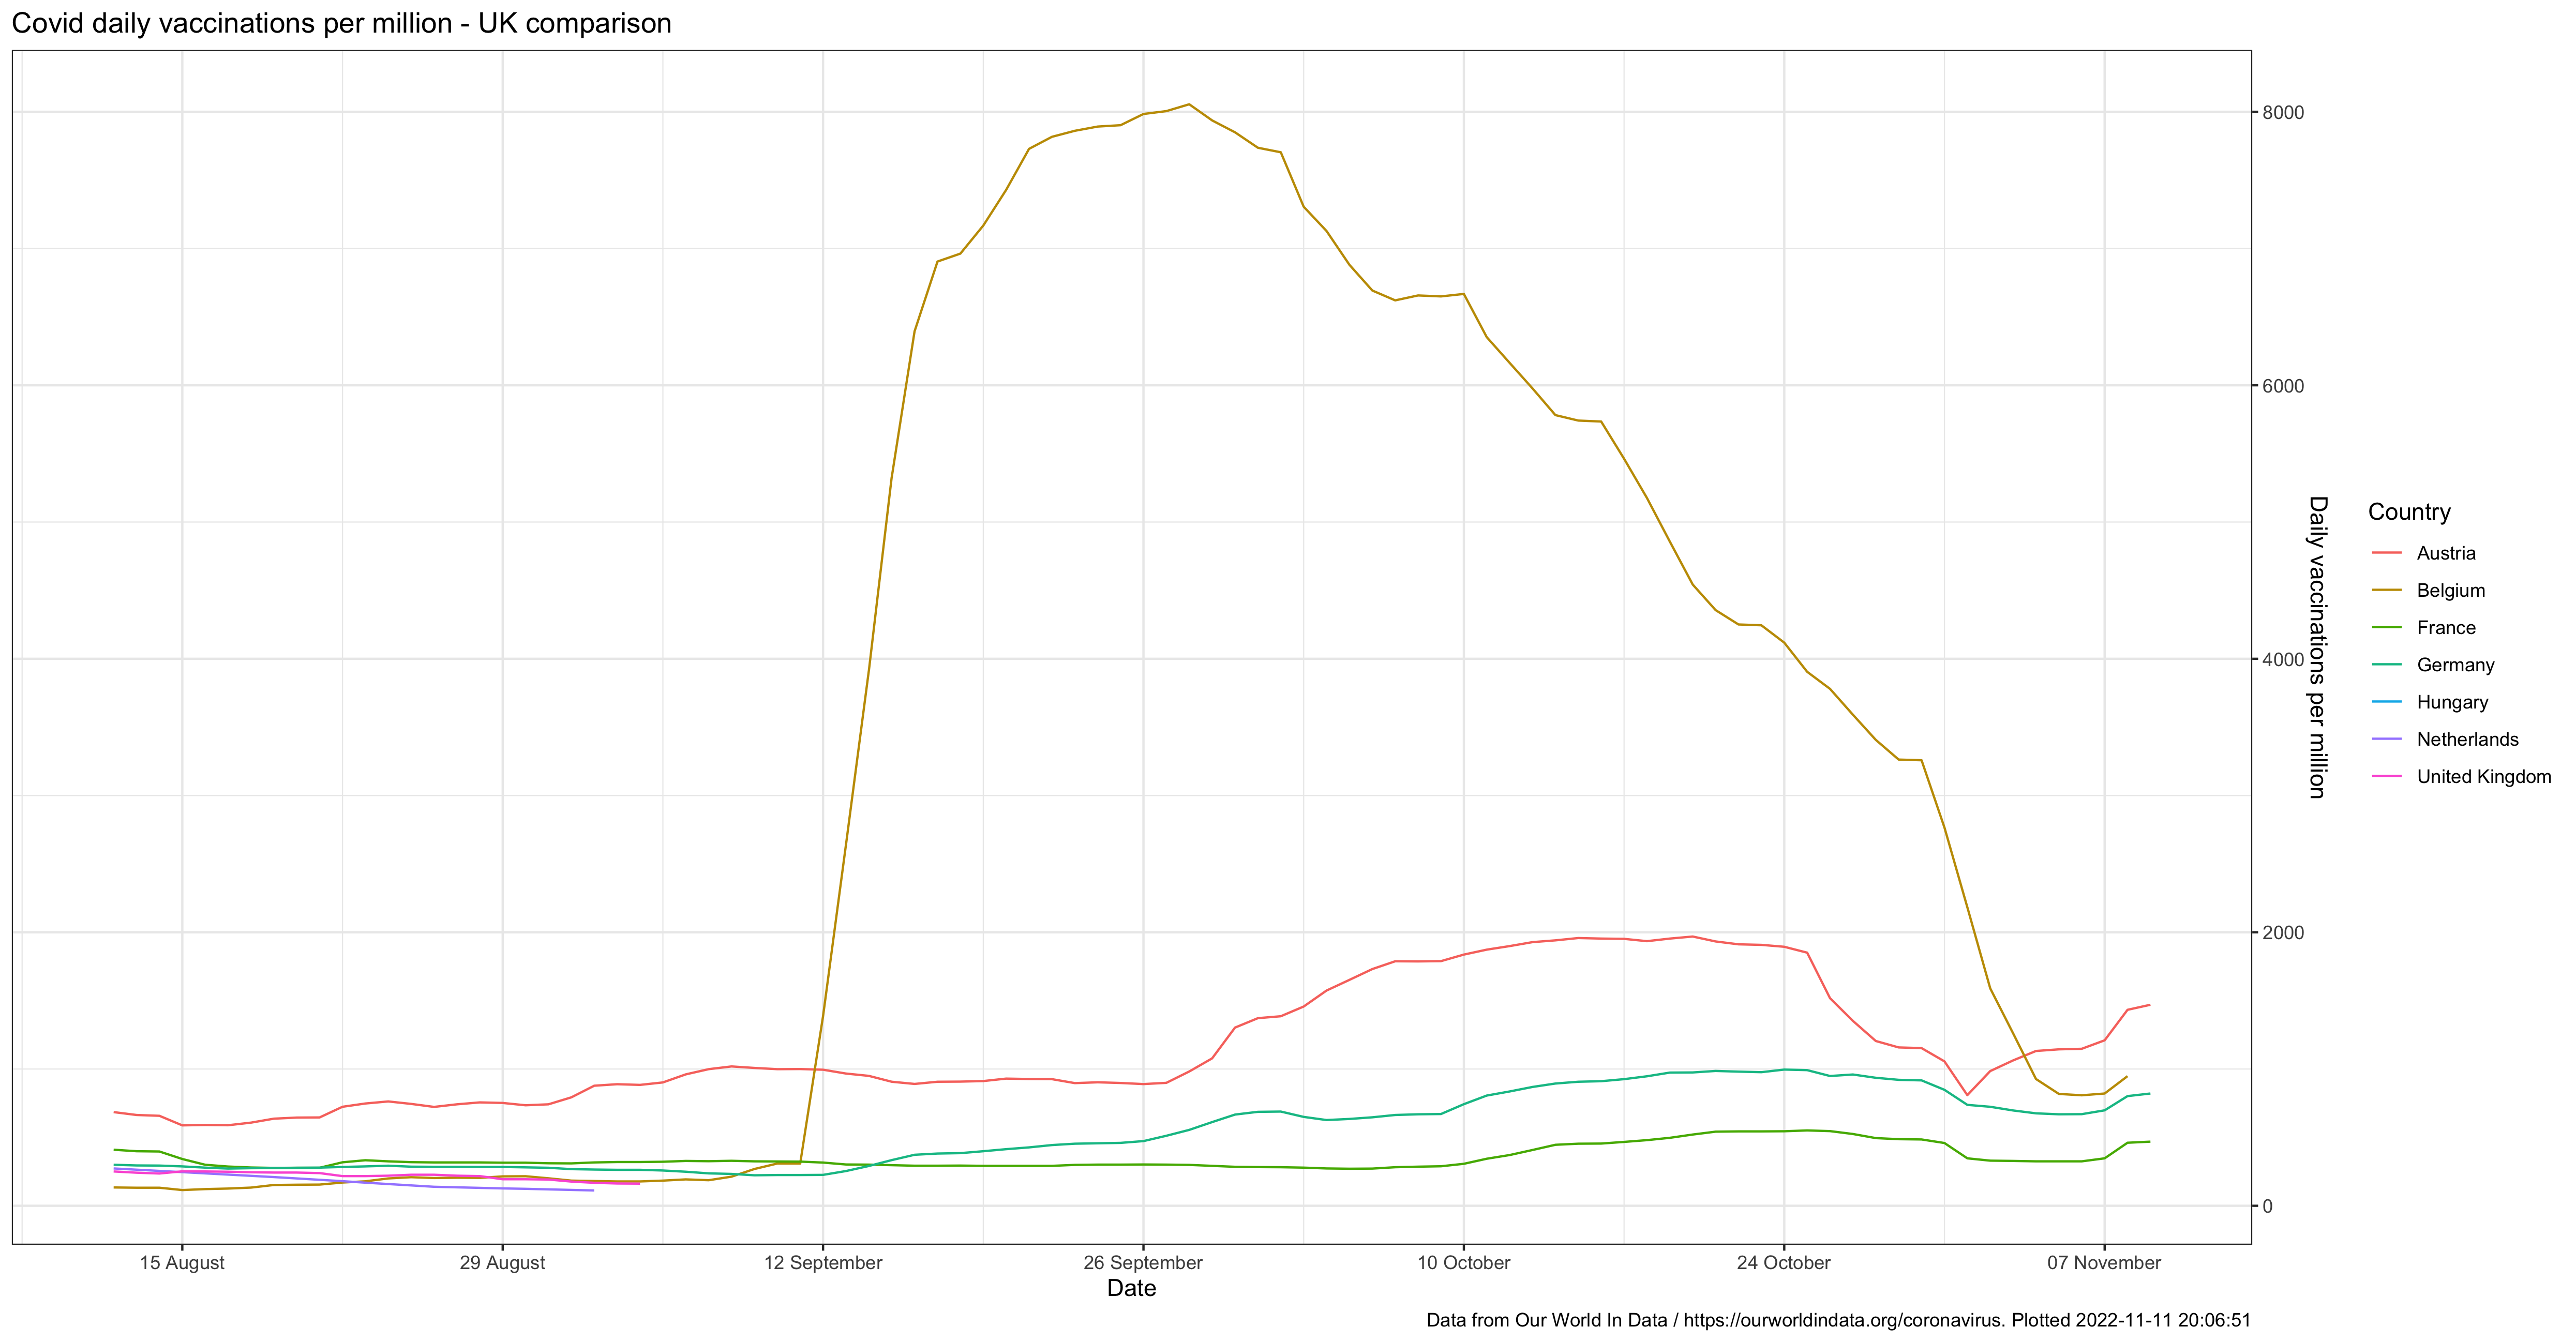 Covid daily vaccinations per million - UK comparison
8000
6000
4000
2000
0
Daily vaccinations per million
Country
Austria
Belgium
France
Germany
Hungary
Netherlands
United Kingdom
15 August
29 August
12 September
26 September
10 October
24 October
07 November
Date
Data from Our World In Data / https://ourworldindata.org/coronavirus. Plotted 2022-11-11 20:06:51